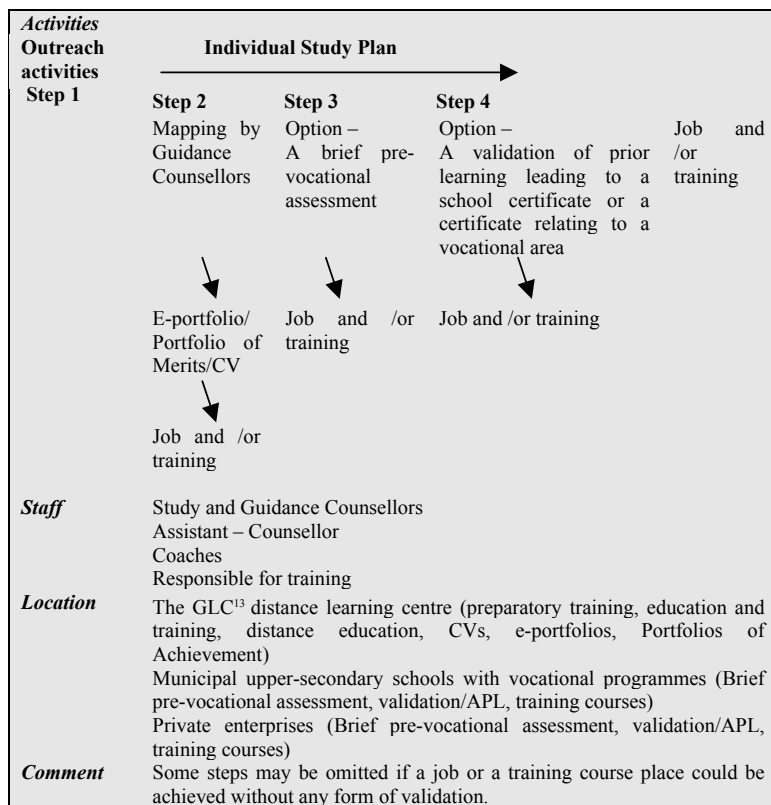 Activities
Outreach activities
Step 1
Individual Study Plan
Step 2
Mapping by
Guidance
Counsellors
E-portfolio/
Portfolio of
Merits/CV
Job and /or
training
Step 3
Option –
A brief pre-
vocational
assessment
Job and /or
training
Step 4
Option –
A validation of prior
learning leading to a
school certificate or a
certificate relating to a
vocational area
Job and /or training
Job and
/or
training
Staff
Study and Guidance Counsellors
Assistant – Counsellor
Coaches
Responsible for training
Location
The GLC¹³ distance learning centre (preparatory training, education and
training, distance education, CVs, e-portfolios, Portfolios of
Achievement)
Municipal upper-secondary schools with vocational programmes (Brief
pre-vocational assessment, validation/APL, training courses)
Private enterprises (Brief pre-vocational assessment, validation/APL,
training courses)
Comment
Some steps may be omitted if a job or a training course place could be
achieved without any form of validation.